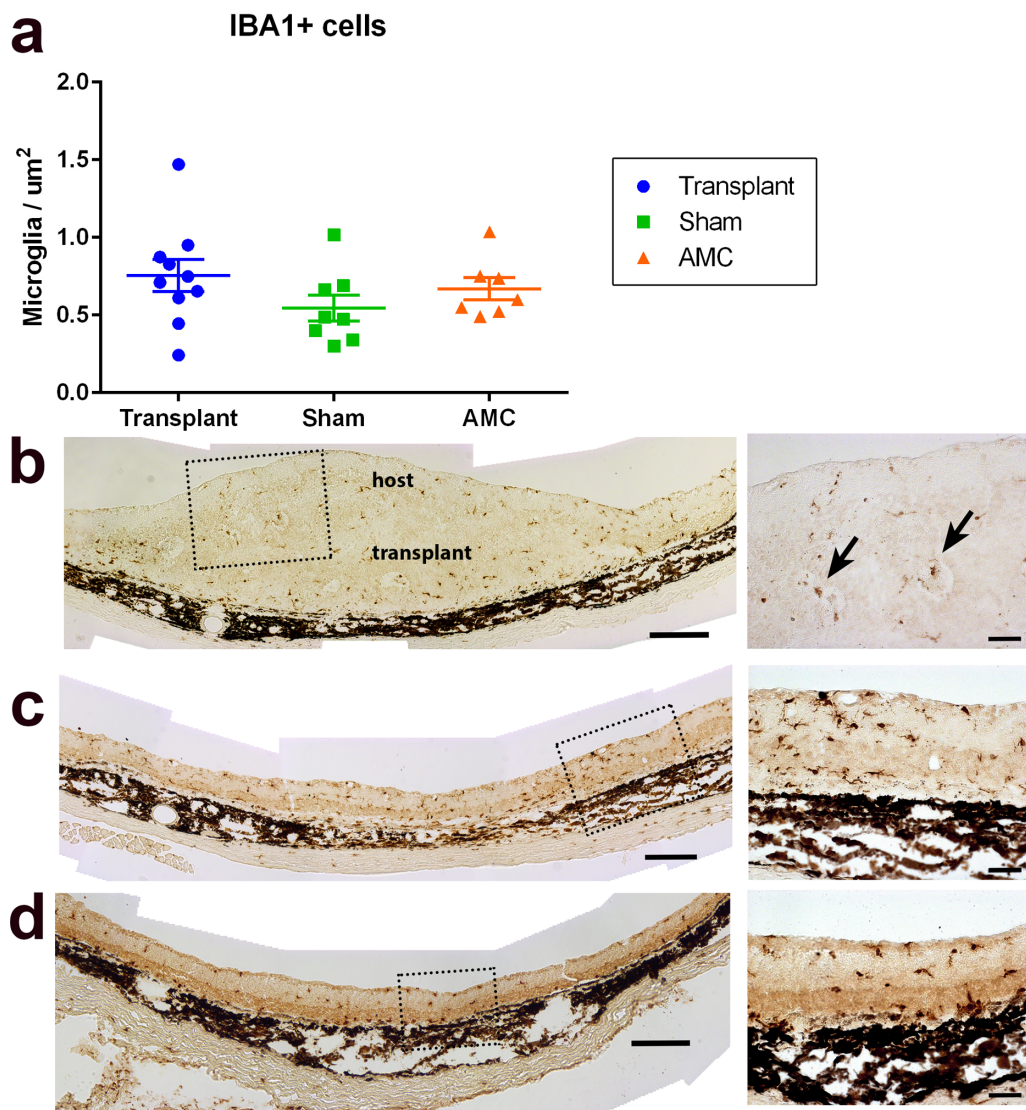 a
IBA1+ cells
Microglia / um²
2.0
1.5
1.0
0.5
0.0
Transplant
Sham
AMC
Transplant
Sham
AMC
b
host
transplant
c
d